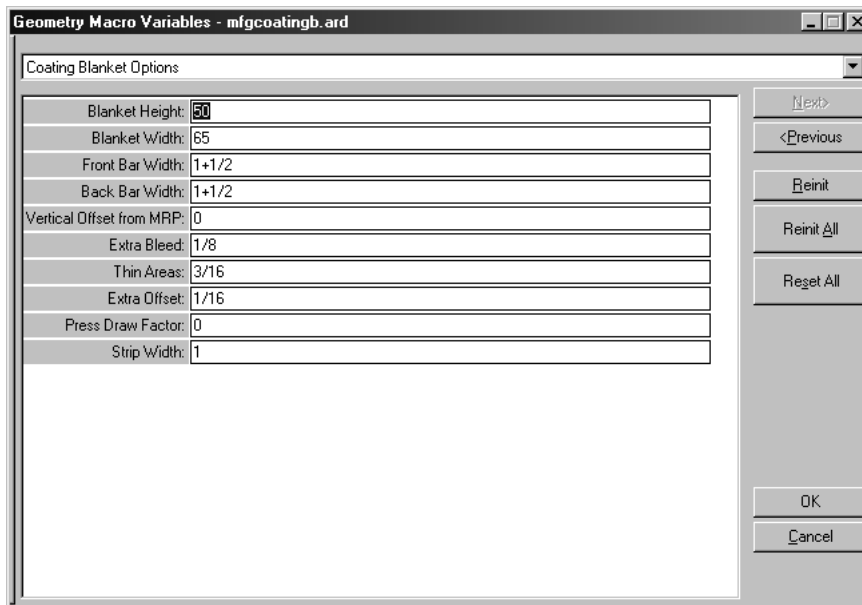 Geometry Macro Variables - mfgcoatingb.ard
Coating Blanket Options
Blanket Height: 50
Blanket Width: 65
Front Bar Width: 1+1/2
Back Bar Width: 1+1/2
Vertical Offset from MRP: 0
Extra Bleed: 1/8
Thin Areas: 3/16
Extra Offset: 1/16
Press Draw Factor: 0
Strip Width: 1
Next>
<Previous
Reinit
Reinit All
Reset All
OK
Cancel